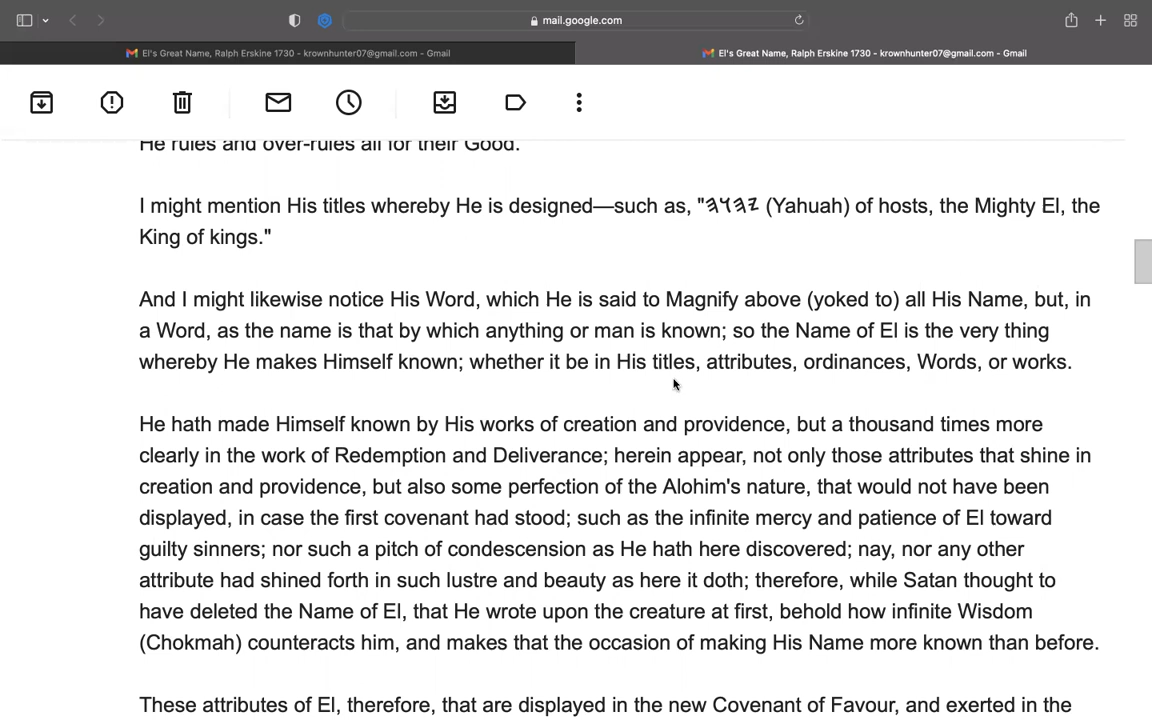 mail.google.com
El's Great Name, Ralph Erskine 1730 - krownhunter07@gmail.com - Gmail
El's Great Name, Ralph Erskine 1730 - krownhunter07@gmail.com - Gmail
He rules and over-rules all for their Good.
I might mention His titles whereby He is designed—such as, "𐤉𐤄𐤅𐤄 (Yahuah) of hosts, the Mighty El, the
King of kings."
And I might likewise notice His Word, which He is said to Magnify above (yoked to) all His Name, but, in
a Word, as the name is that by which anything or man is known; so the Name of El is the very thing
whereby He makes Himself known; whether it be in His titles, attributes, ordinances, Words, or works.
He hath made Himself known by His works of creation and providence, but a thousand times more
clearly in the work of Redemption and Deliverance; herein appear, not only those attributes that shine in
creation and providence, but also some perfection of the Alohim's nature, that would not have been
displayed, in case the first covenant had stood; such as the infinite mercy and patience of El toward
guilty sinners; nor such a pitch of condescension as He hath here discovered; nay, nor any other
attribute had shined forth in such lustre and beauty as here it doth; therefore, while Satan thought to
have deleted the Name of El, that He wrote upon the creature at first, behold how infinite Wisdom
(Chokmah) counteracts him, and makes that the occasion of making His Name more known than before.
These attributes of El, therefore, that are displayed in the new Covenant of Favour, and exerted in the